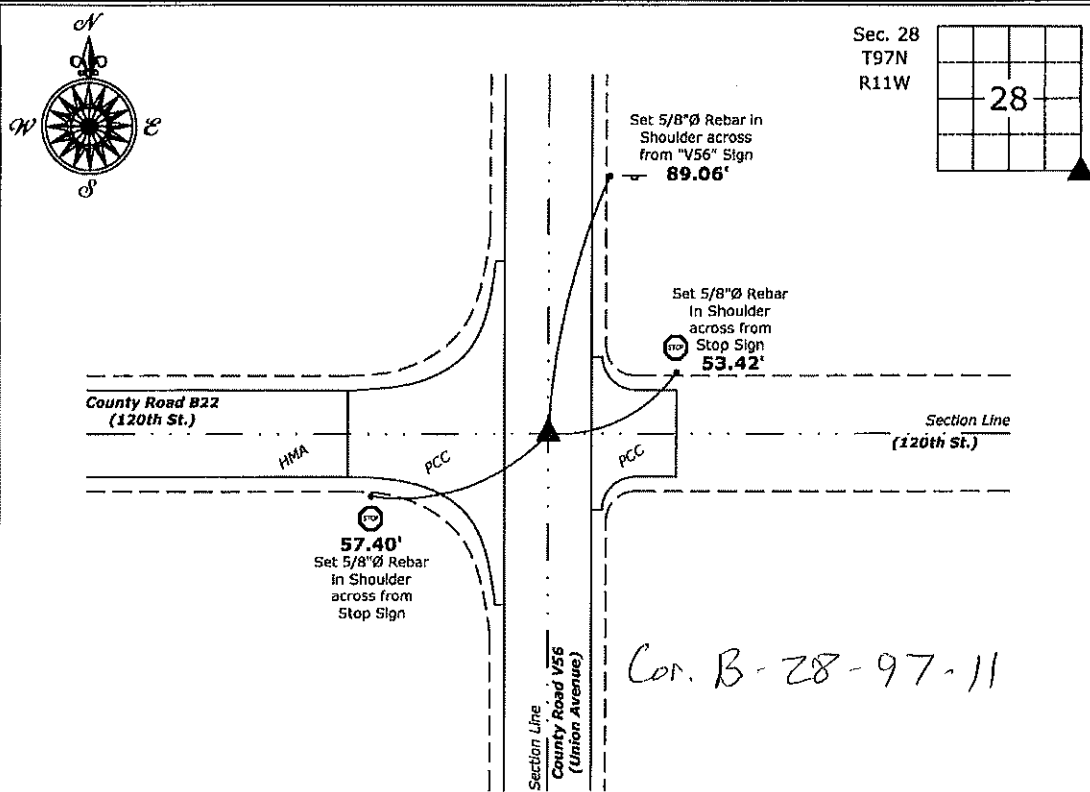 N
W
E
S
Sec. 28
T97N
R11W
28
Set 5/8"Ø Rebar in
Shoulder across
from "V56" Sign
89.06'
Set 5/8"Ø Rebar
in Shoulder
across from
Stop Sign
53.42'
STOP
County Road B22
(120th St.)
HMA
PCC
PCC
Section Line
(120th St.)
STOP
57.40'
Set 5/8"Ø Rebar
in Shoulder
across from
Stop Sign
Section Line
County Road V56
(Union Avenue)
Cor. B-28-97-11